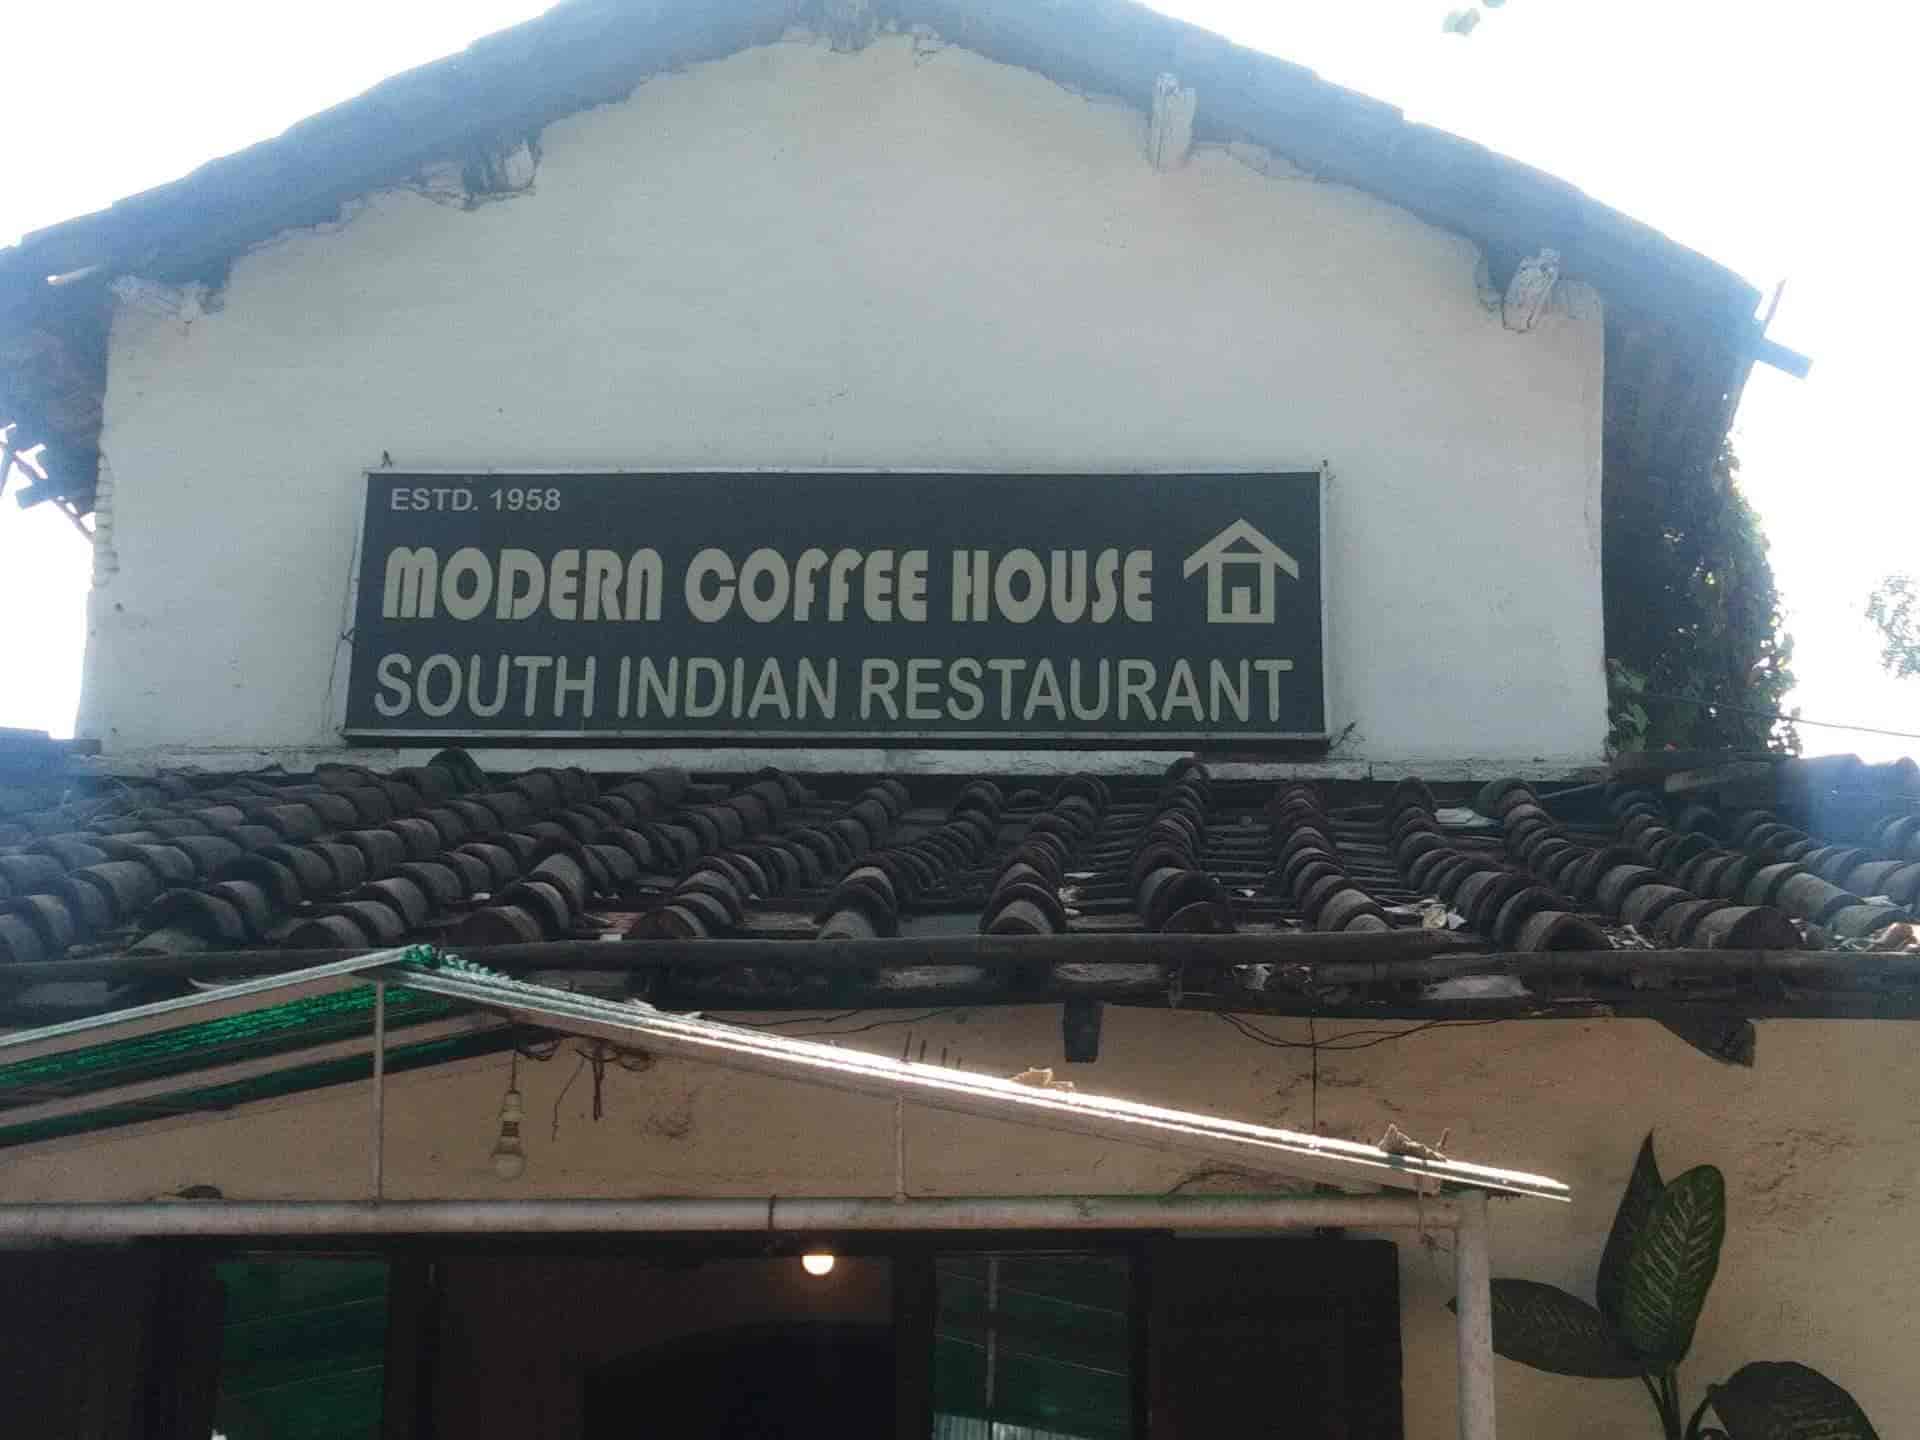 ESTD. 1958
MODERN COFFEE HOUSE
SOUTH INDIAN RESTAURANT